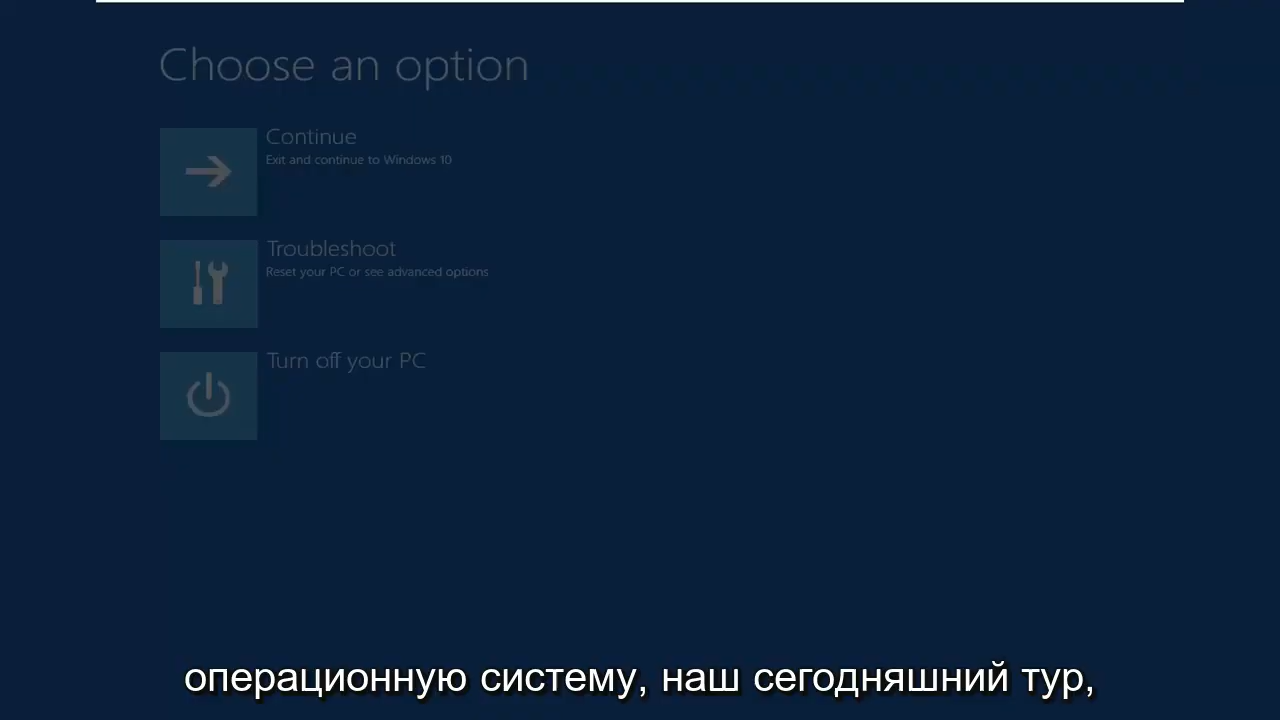 Choose an option
Continue
Exit and continue to Windows 10
Troubleshoot
Reset your PC or see advanced options
Turn off your PC
операционную систему, наш сегодняшний тур,